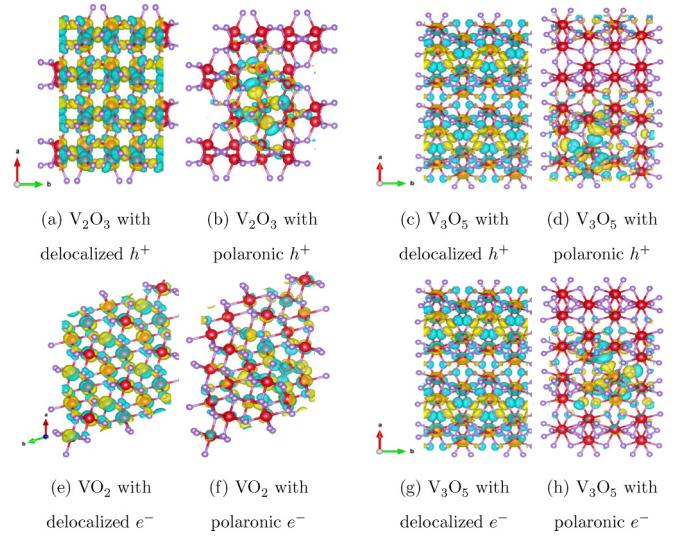 a
b
a
b
(a) V₂O₃ with
delocalized h⁺
(b) V₂O₃ with
polaronic h⁺
(c) V₃O₅ with
delocalized h⁺
(d) V₃O₅ with
polaronic h⁺
a
b
a
b
(e) VO₂ with
delocalized e⁻
(f) VO₂ with
polaronic e⁻
(g) V₃O₅ with
delocalized e⁻
(h) V₃O₅ with
polaronic e⁻